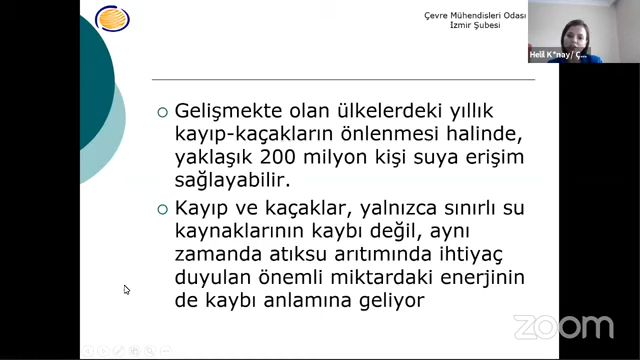 Çevre Mühendisleri Odası
İzmir Şubesi
Gelişmekte olan ülkelerdeki yıllık
kayıp-kaçakların önlenmesi halinde,
yaklaşık 200 milyon kişi suya erişim
sağlayabilir.
Kayıp ve kaçaklar, yalnızca sınırlı su
kaynaklarının kaybı değil, aynı
zamanda atıksu arıtımında ihtiyaç
duyulan önemli miktardaki enerjinin
de kaybı anlamına geliyor
zoom